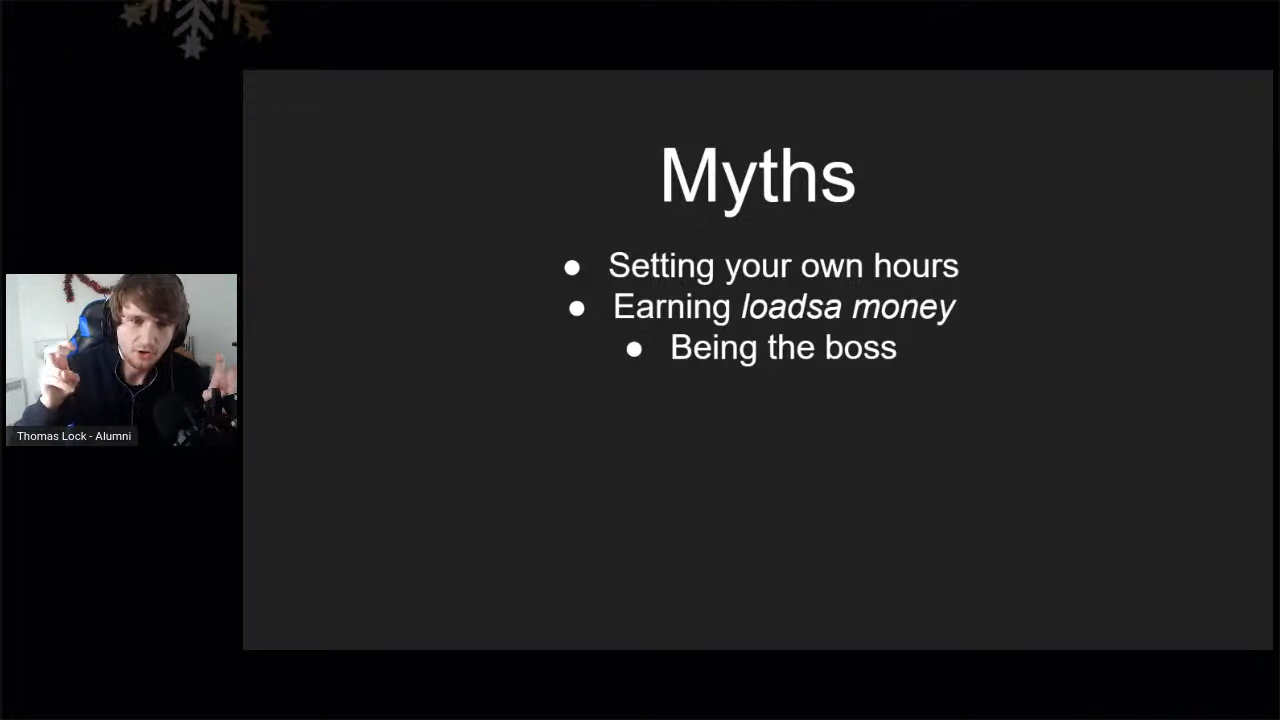 Myths
● Setting your own hours
● Earning loadsa money
● Being the boss
Thomas Lock - Alumni